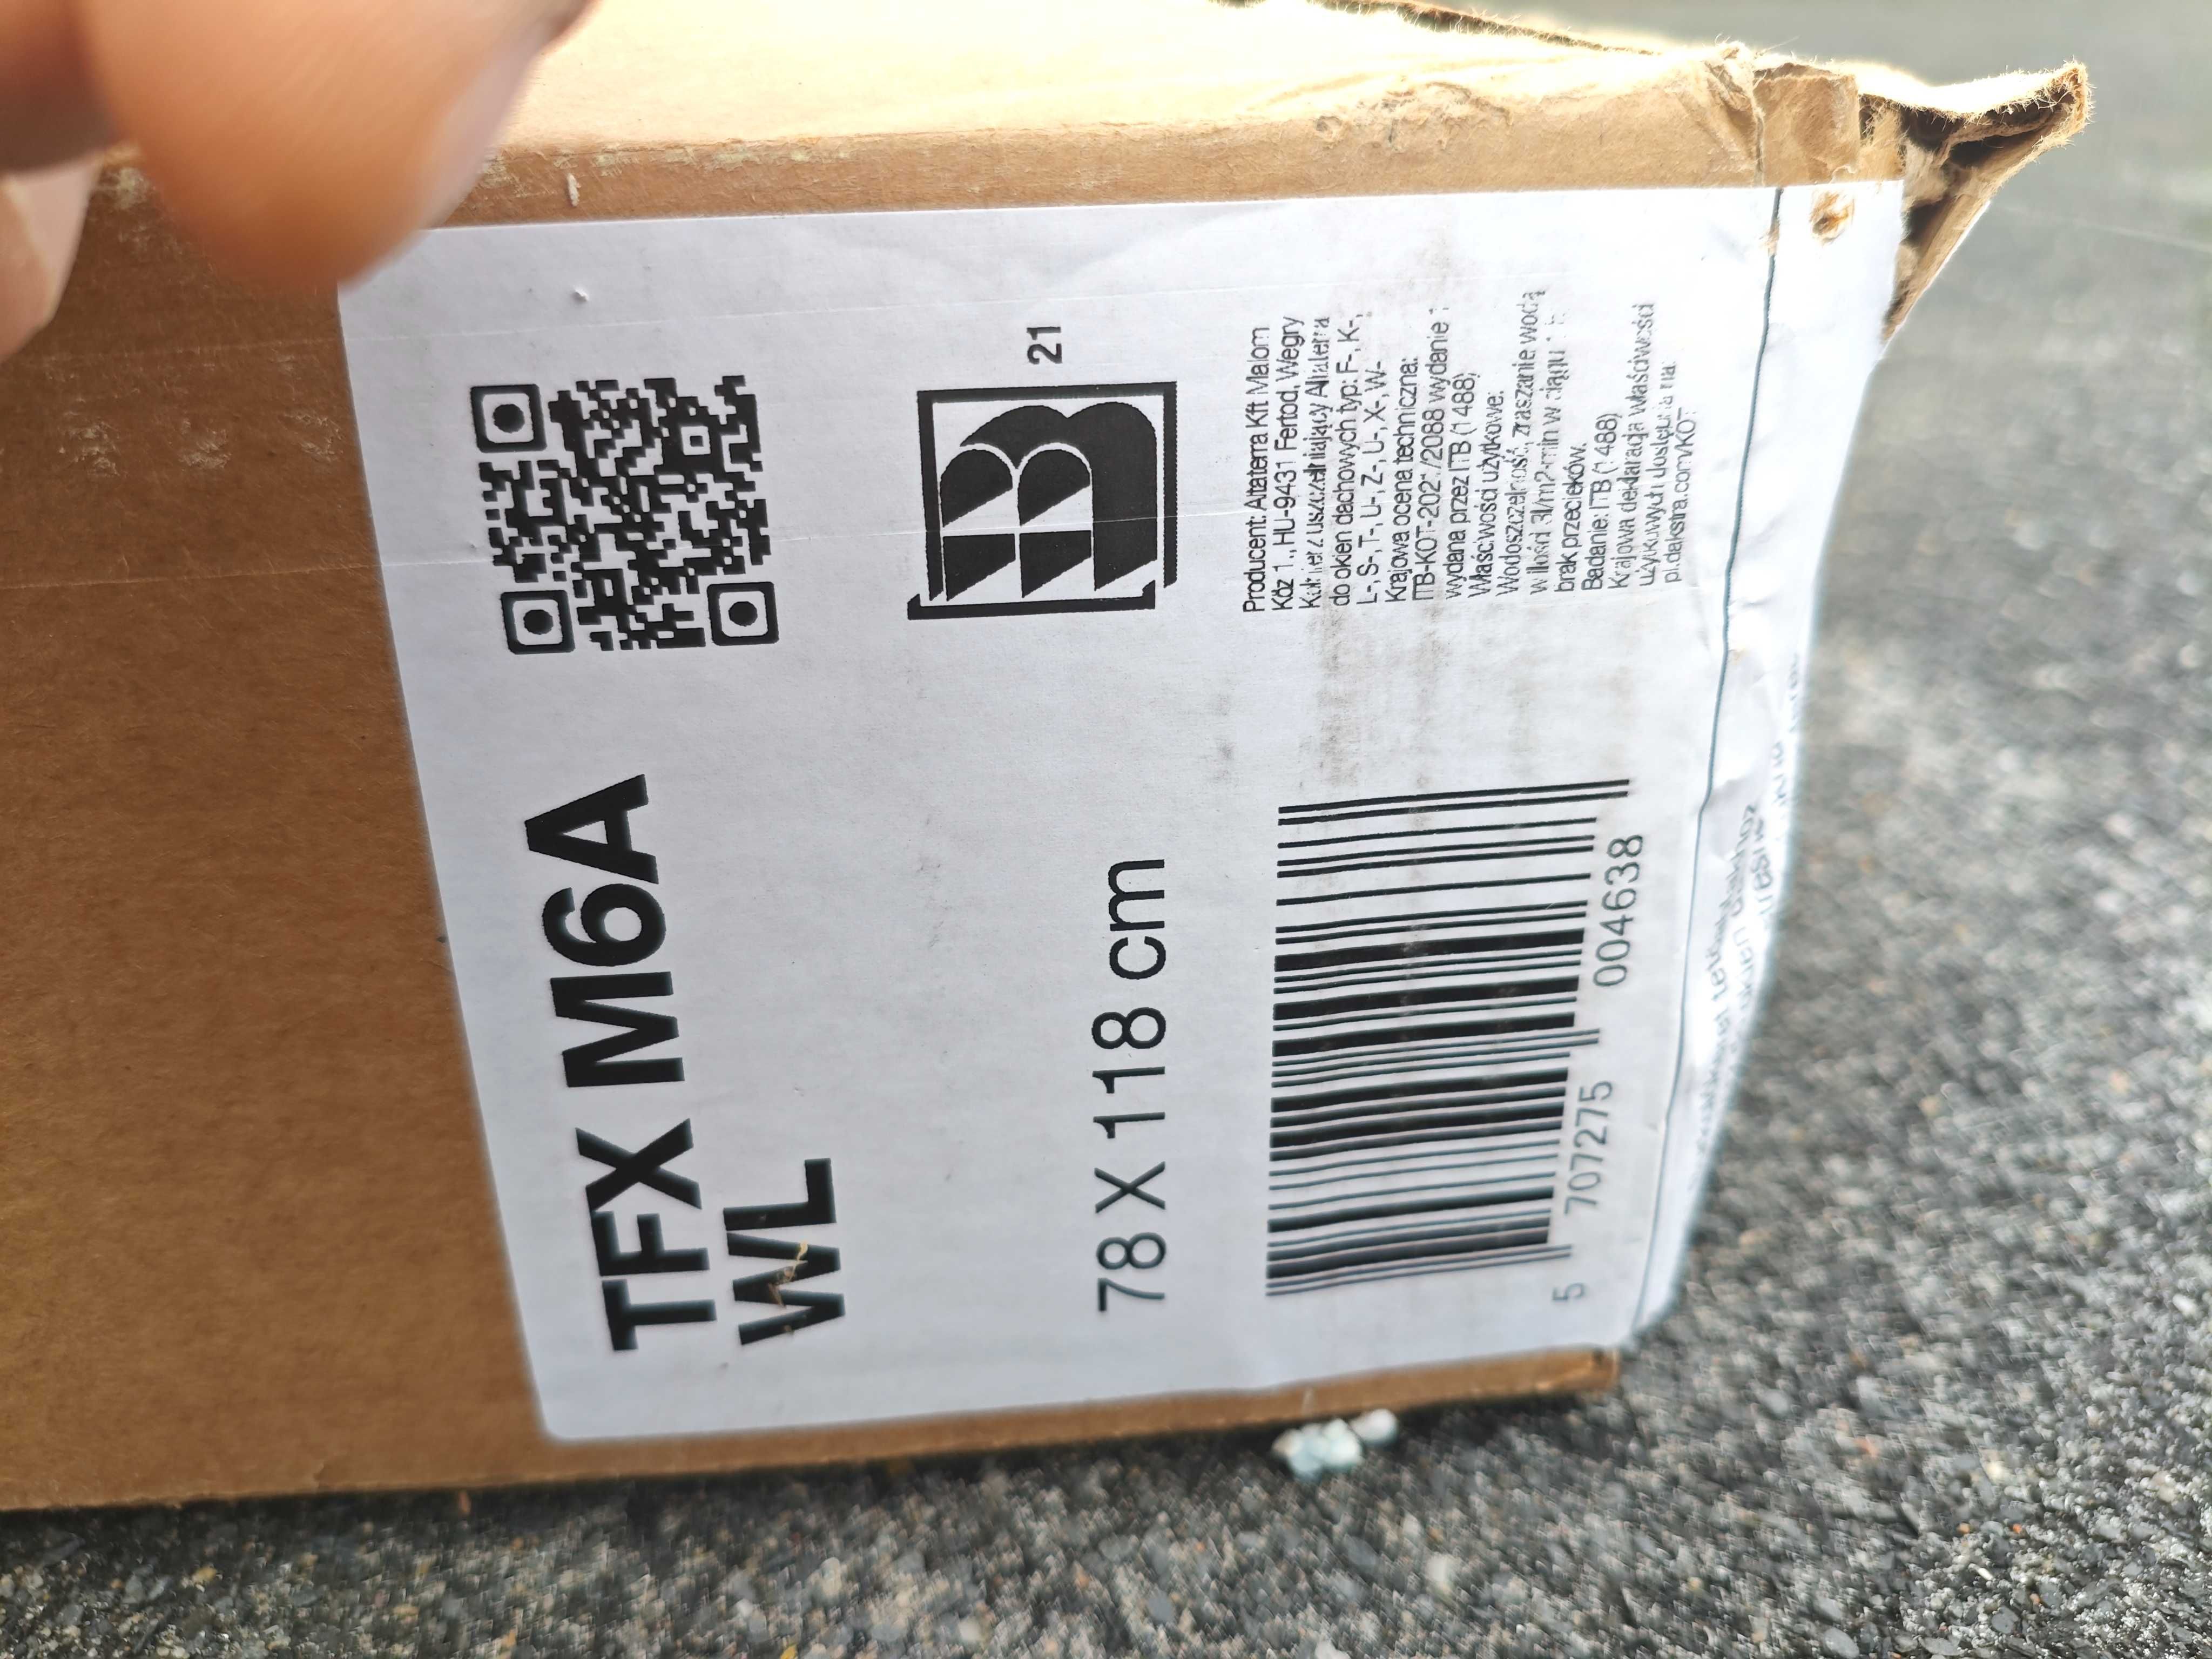 TFX M6A
WL
78 X 118 cm
21
Producent: Altaterra Kft Malom
Köz 1., HU-9431 Fertod, Wegry
Kołnierz uszczelniający Altaterra
do okien dachowych typ: F-, K-,
L-, S-, T-, U-, Z-, U-, X-, W-
Krajowa ocena techniczna:
ITB-KOT-2021/2088 wydanie 1
wydana przez ITB (1488)
Właściwości użytkowe:
Wodoszczelność, zraszanie wodą
w ilości 3l/m2·min w ciągu
brak przecieków.
Badanie: ITB (1488)
Krajowa deklaracja właściwości
użytkowych dostępna na:
pl.dakstra.com/KOT
5 707275 004638